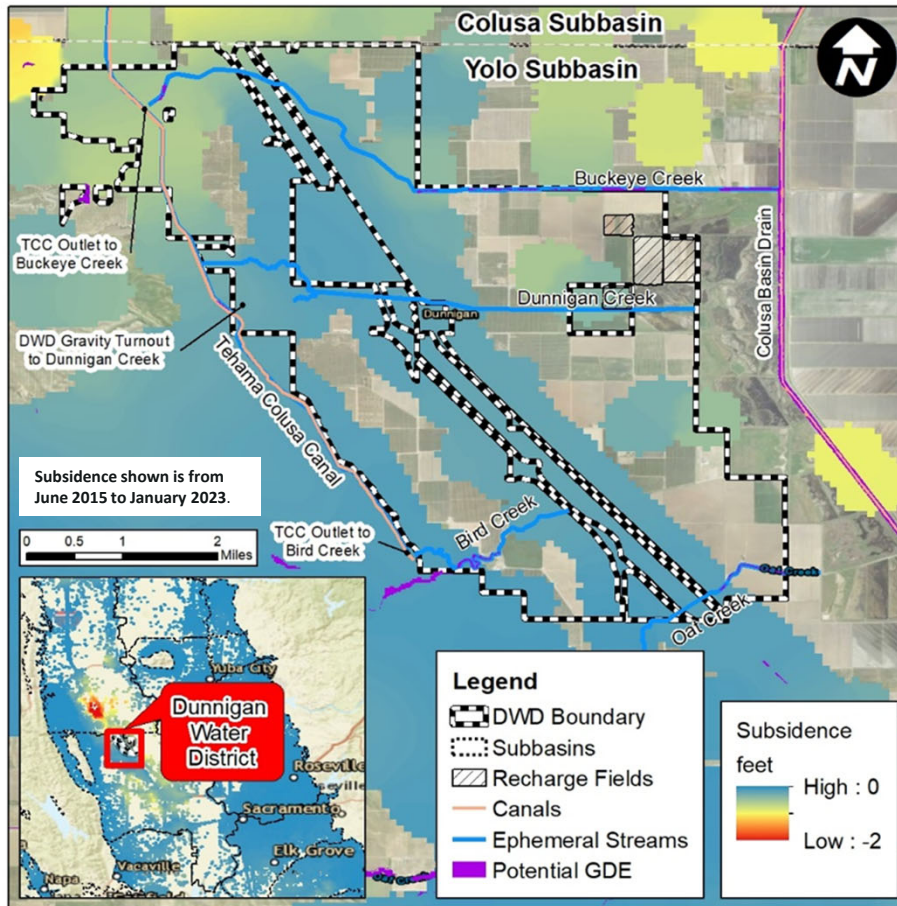 Colusa Subbasin
Yolo Subbasin
N
Buckeye Creek
TCC Outlet to
Buckeye Creek
Dunnigan Creek
Dunnigan
Colusa Basin Drain
DWD Gravity Turnout
to Dunnigan Creek
Tehama Colusa Canal
Subsidence shown is from
June 2015 to January 2023.
0 0.5 1 2
Miles
TCC Outlet to
Bird Creek
Bird Creek
Oat Creek
Oat Creek
Yuba City
Dunnigan
Water
District
Roseville
seville
Sacramento
Elk Grove
Vacaville
Napa
Legend
DWD Boundary
Subbasins
Recharge Fields
Canals
Ephemeral Streams
Potential GDE
Subsidence
feet
High : 0
Low : -2
Oat Creek